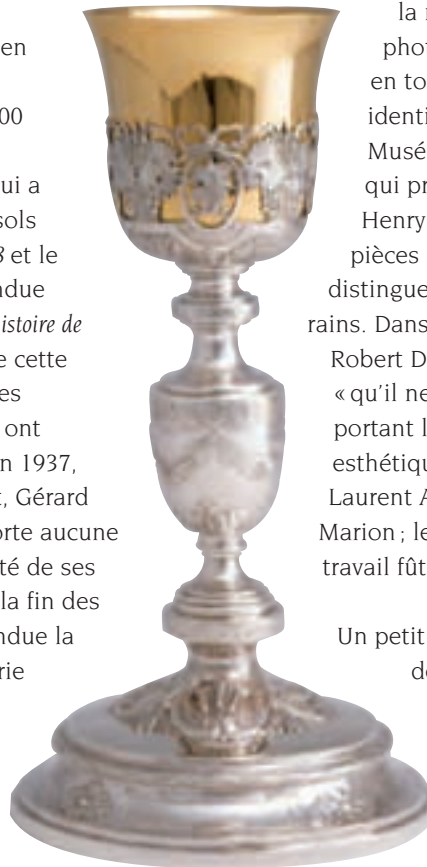 en
00
ui a
sols
et le
ndue
istoire de
e cette
es
ont
n 1937,
t, Gérard
orte aucune
té de ses
la fin des
ndue la
rie
la
phot
en to
identi
Musé
qui pr
Henry
pièces
distingue
rains. Dans
Robert D
« qu'il ne
portant l
esthétiqu
Laurent A
Marion ; le
travail fût
Un petit
de